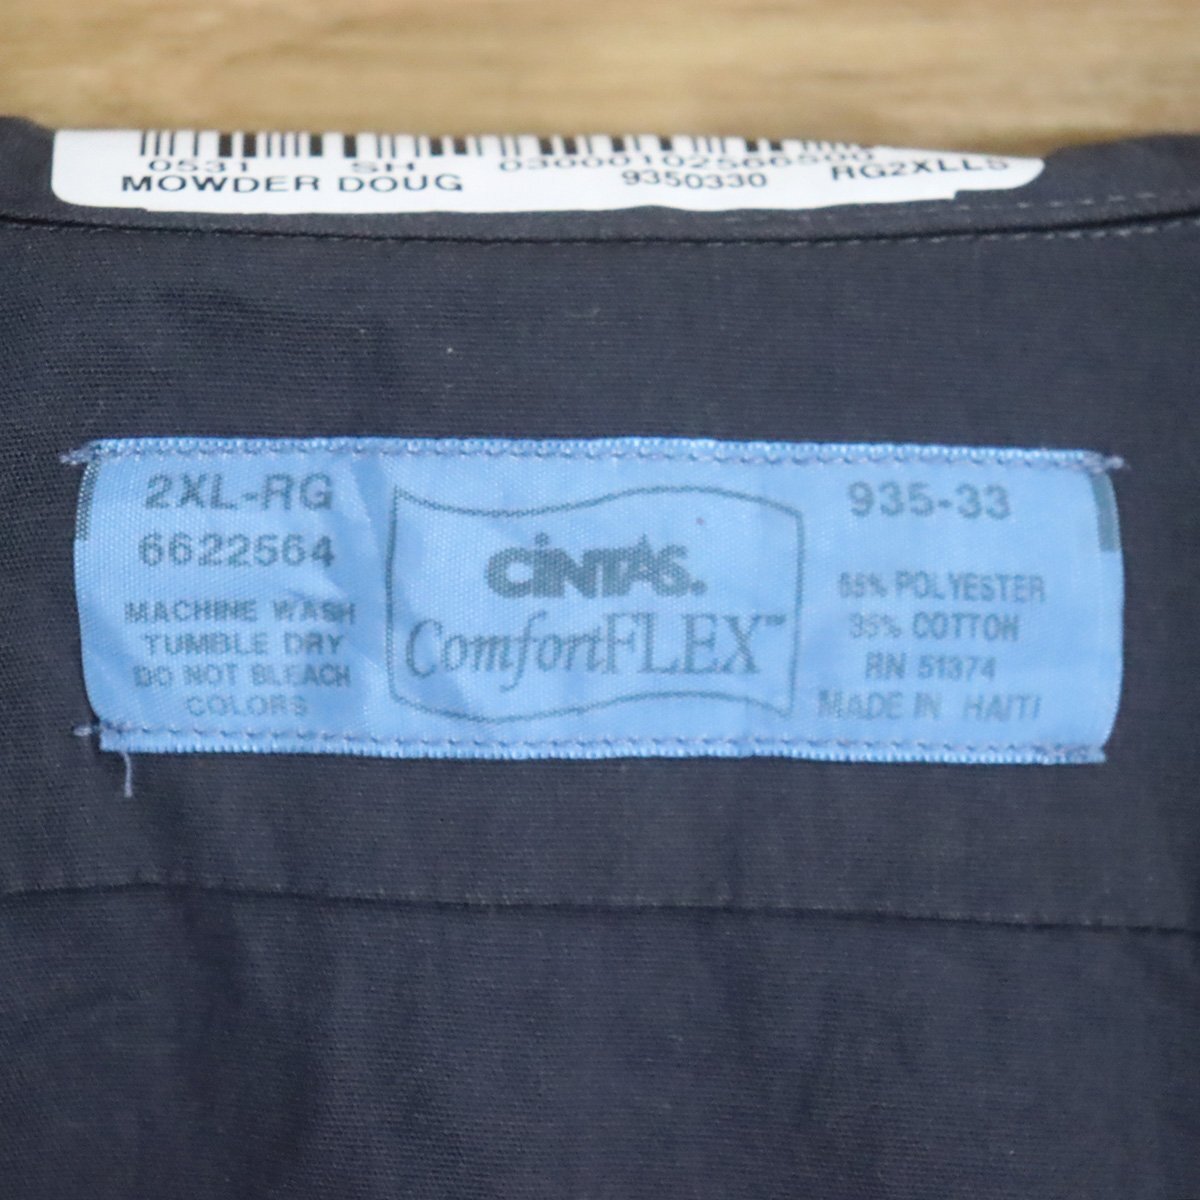 0531 SH 03000102566500 RG2XLLS
MOWDER DOUG 9350330
2XL-RG
6622564
MACHINE WASH
TUMBLE DRY
DO NOT BLEACH
COLORS
CiNTAS.
ComfortFLEX™
935-33
65% POLYESTER
35% COTTON
RN 51374
MADE IN HAITI